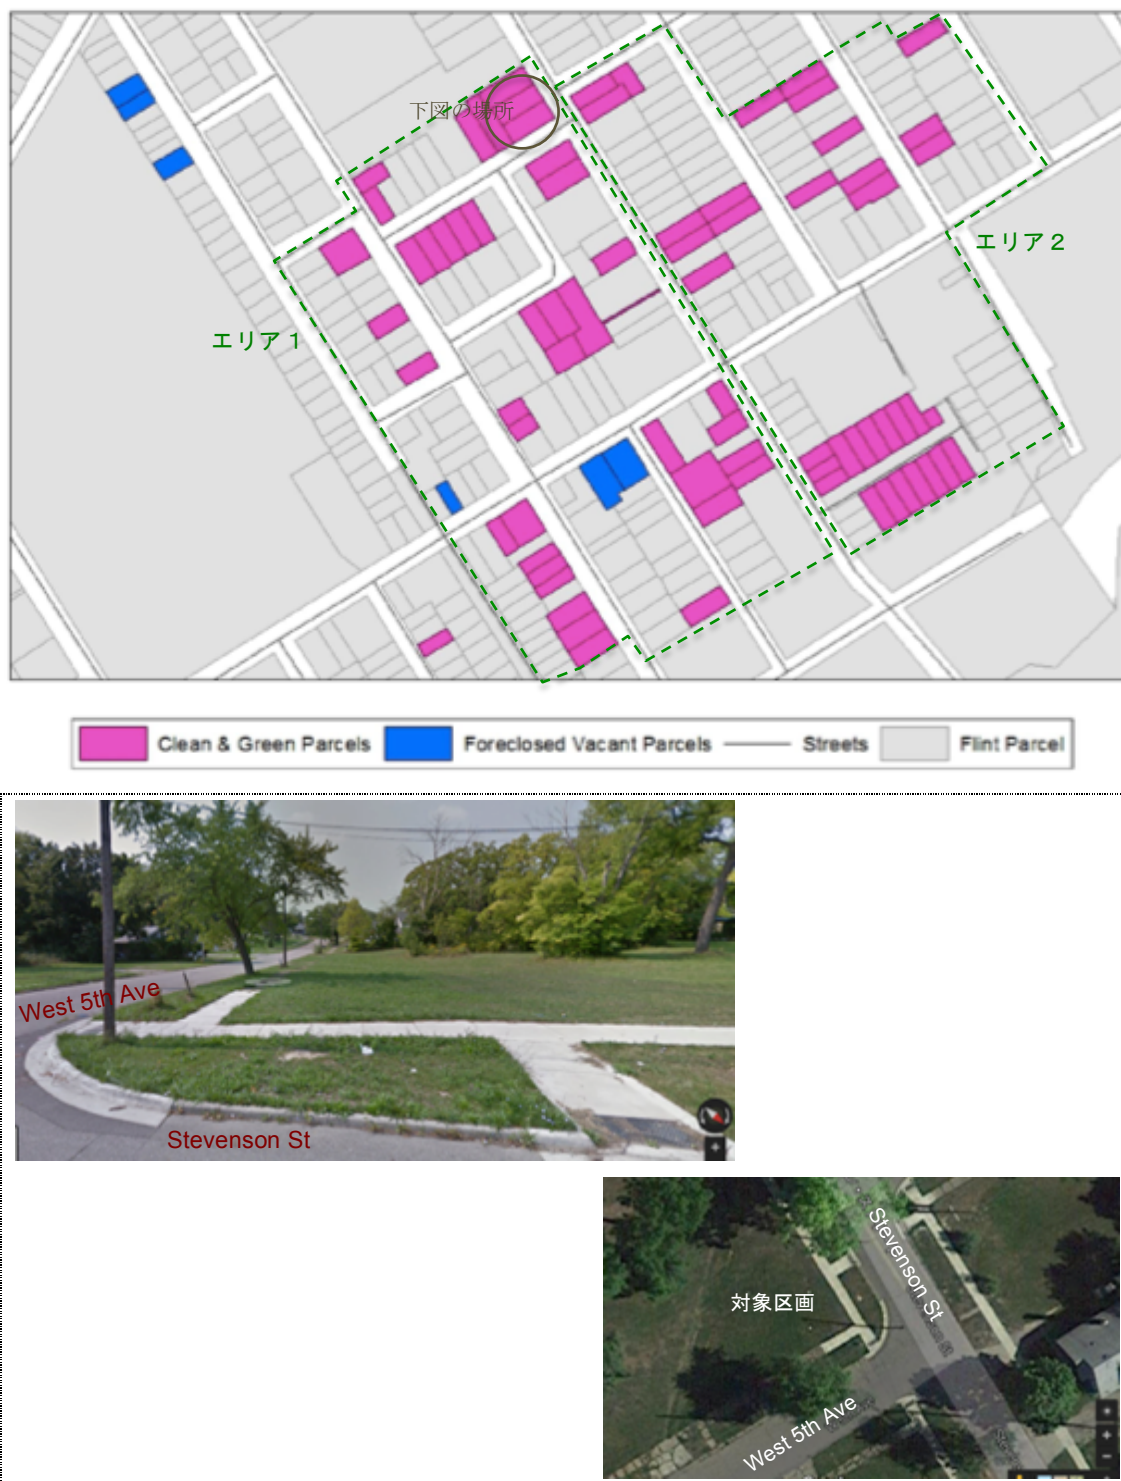 下図の場所
エリア２
エリア１
Clean & Green Parcels
Foreclosed Vacant Parcels
Streets
Flint Parcel
West 5th Ave
Stevenson St
Stevenson St
対象区画
West 5th Ave